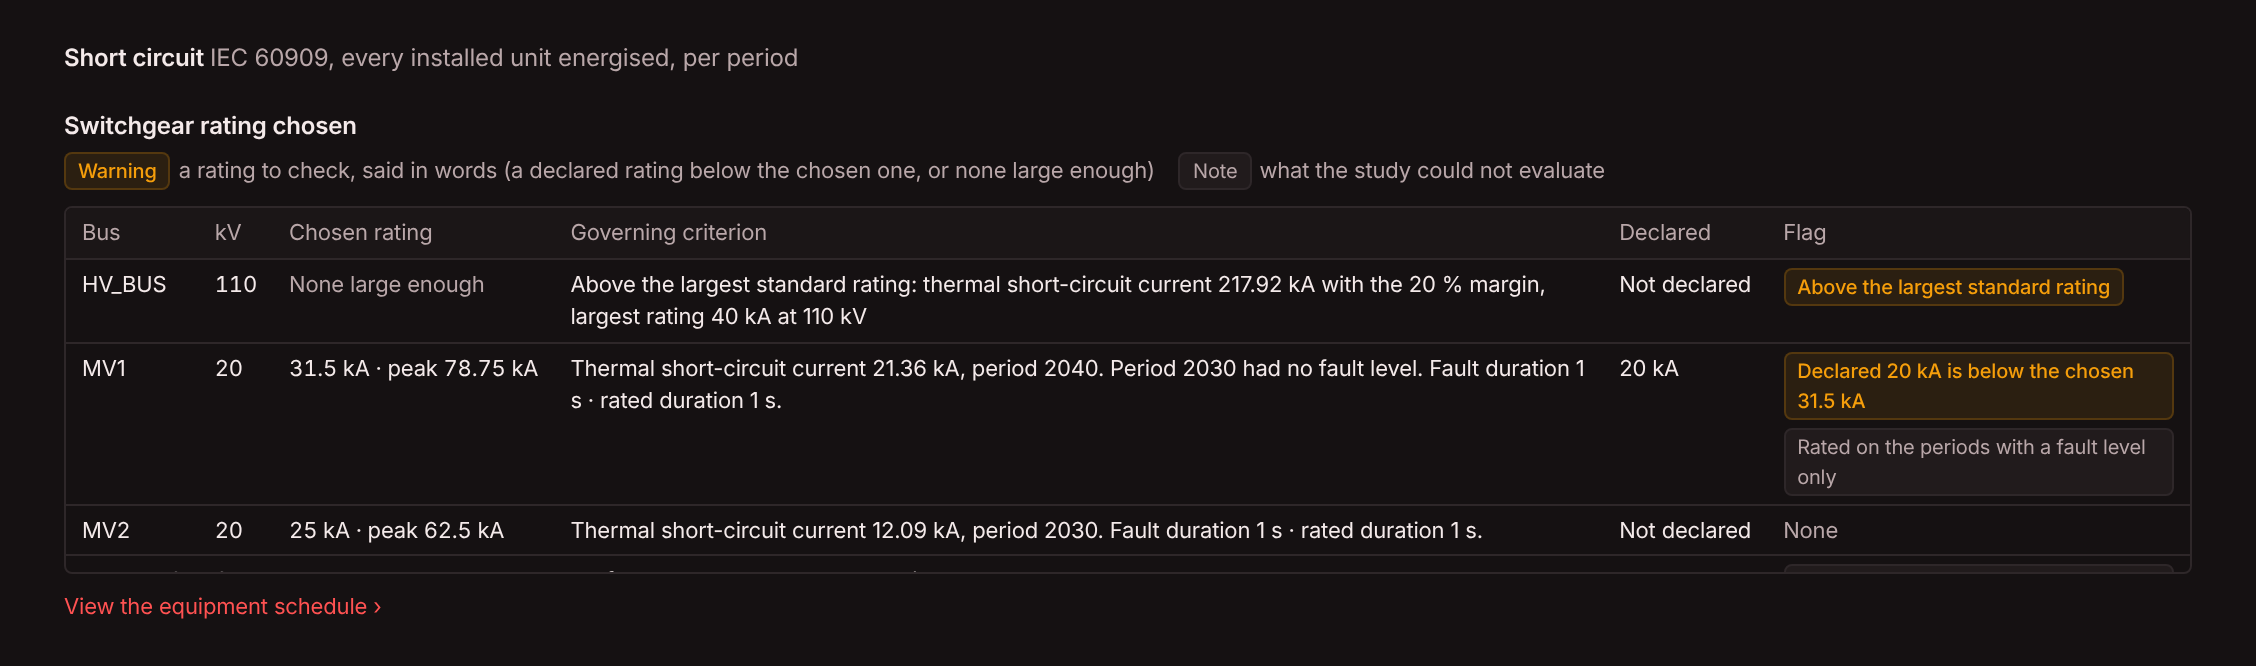 Short circuit IEC 60909, every installed unit energised, per period
Switchgear rating chosen
Warning a rating to check, said in words (a declared rating below the chosen one, or none large enough) Note what the study could not evaluate
Bus kV Chosen rating Governing criterion Declared Flag
HV_BUS 110 None large enough Above the largest standard rating: thermal short-circuit current 217.92 kA with the 20 % margin, Not declared Above the largest standard rating
largest rating 40 kA at 110 kV
MV1 20 31.5 kA · peak 78.75 kA Thermal short-circuit current 21.36 kA, period 2040. Period 2030 had no fault level. Fault duration 1 20 kA Declared 20 kA is below the chosen
s · rated duration 1 s. 31.5 kA
Rated on the periods with a fault level
only
MV2 20 25 kA · peak 62.5 kA Thermal short-circuit current 12.09 kA, period 2030. Fault duration 1 s · rated duration 1 s. Not declared None
View the equipment schedule ›